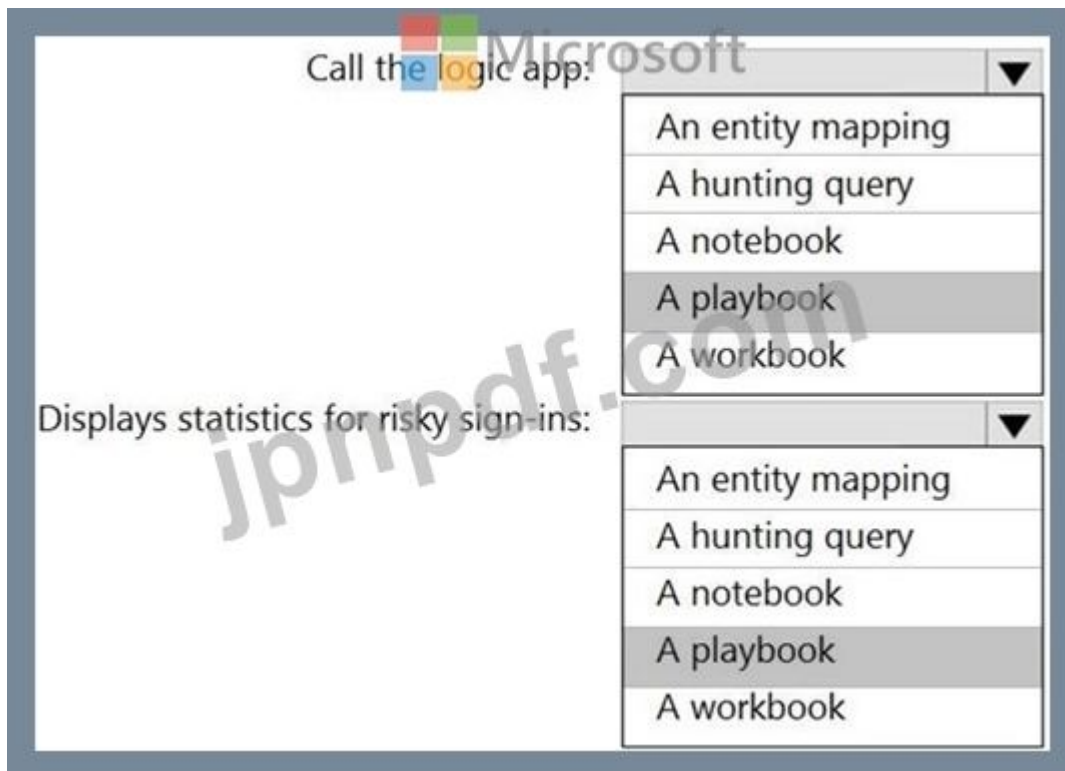 Microsoft
Call the logic app:
An entity mapping
A hunting query
A notebook
A playbook
A workbook
Displays statistics for risky sign-ins:
An entity mapping
A hunting query
A notebook
A playbook
A workbook
jpnpdf.com